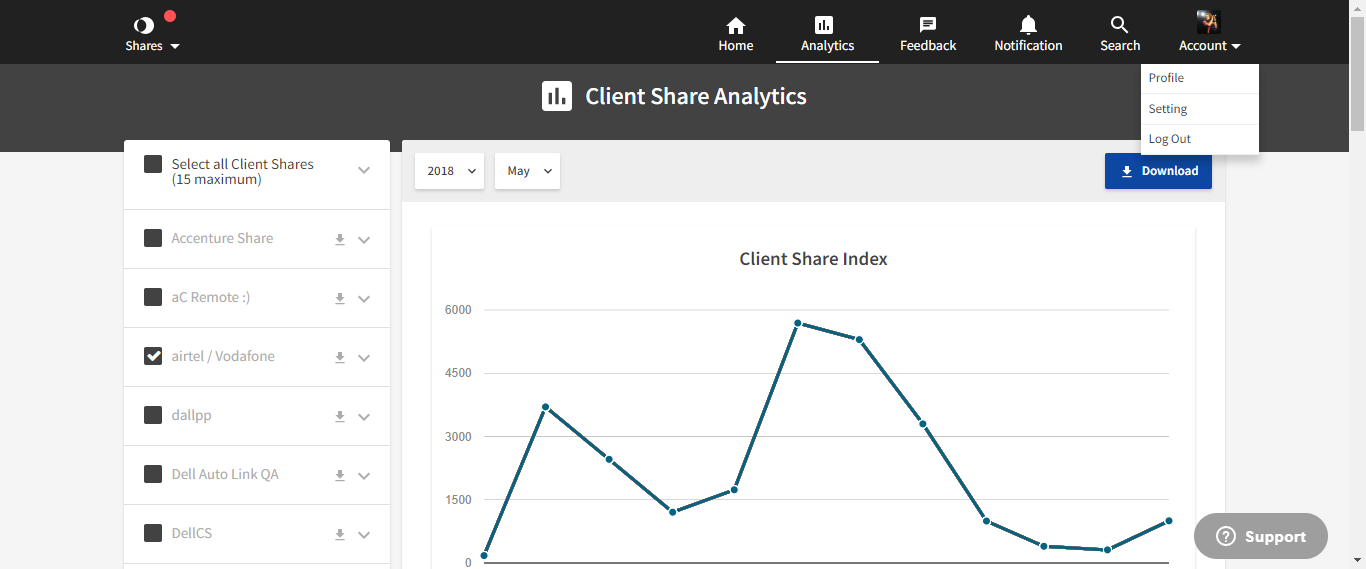 Shares
Home
Analytics
Feedback
Notification
Search
Account
Profile
Setting
Log Out
Client Share Analytics
Select all Client Shares
(15 maximum)
Accenture Share
aC Remote :)
airtel / Vodafone
dallpp
Dell Auto Link QA
DellCS
2018
May
Download
Client Share Index
6000
4500
3000
1500
0
? Support